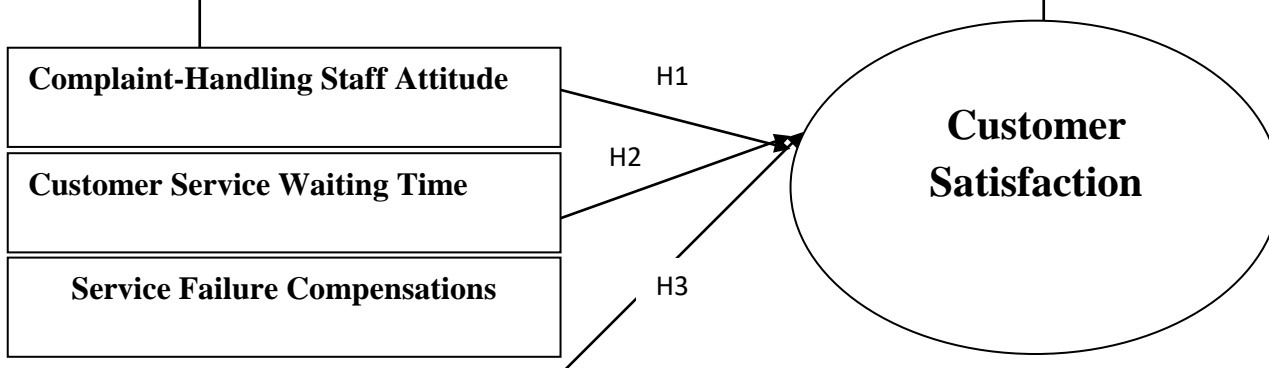 Complaint-Handling Staff Attitude
H1
Customer
Satisfaction
H2
Customer Service Waiting Time
Service Failure Compensations
H3